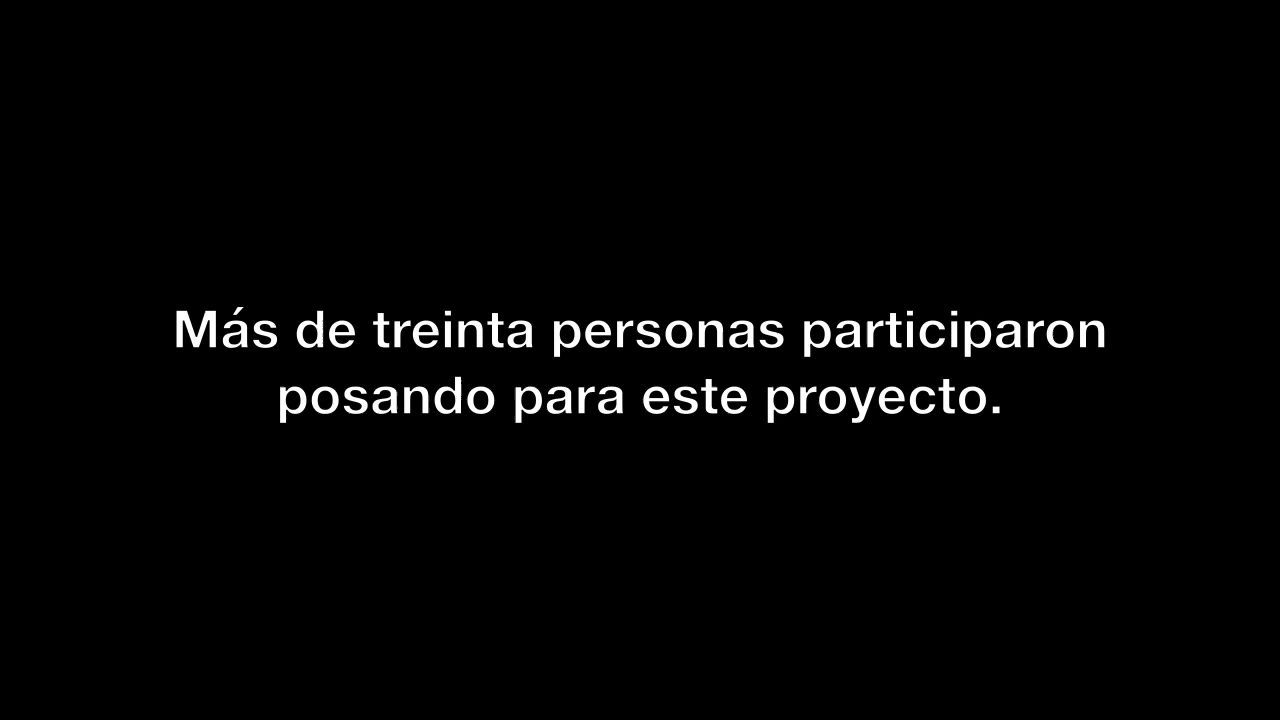 Más de treinta personas participaron
posando para este proyecto.